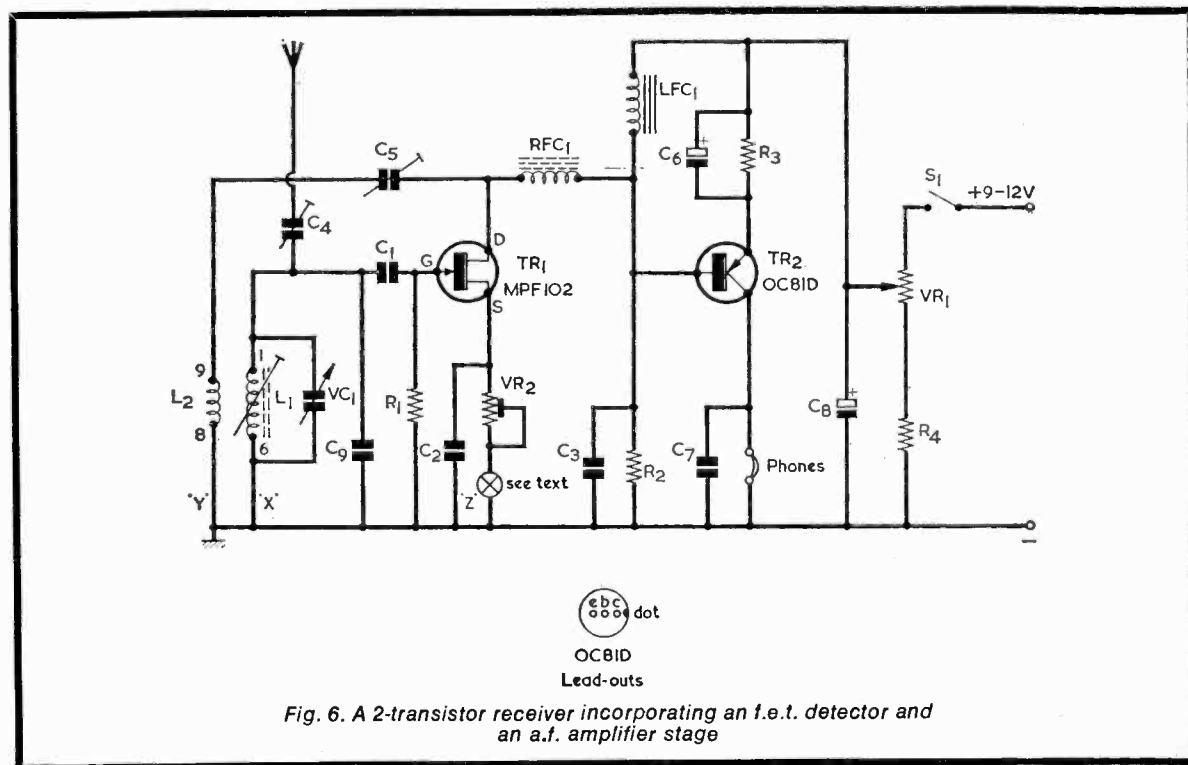 LFC1
C5
RFC1
C6
R3
S1
+9-12V
C4
C1
D
G
TR1
MPF102
S
TR2
OC81D
VR1
9
L2
8
1
L1
6
VC1
C9
R1
C2
VR2
see text
C3
R2
C7
Phones
C8
R4
"Y"
"X"
"Z"
+
+
−
e b c
dot
OC81D
Lead-outs
Fig. 6. A 2-transistor receiver incorporating an f.e.t. detector and
an a.f. amplifier stage